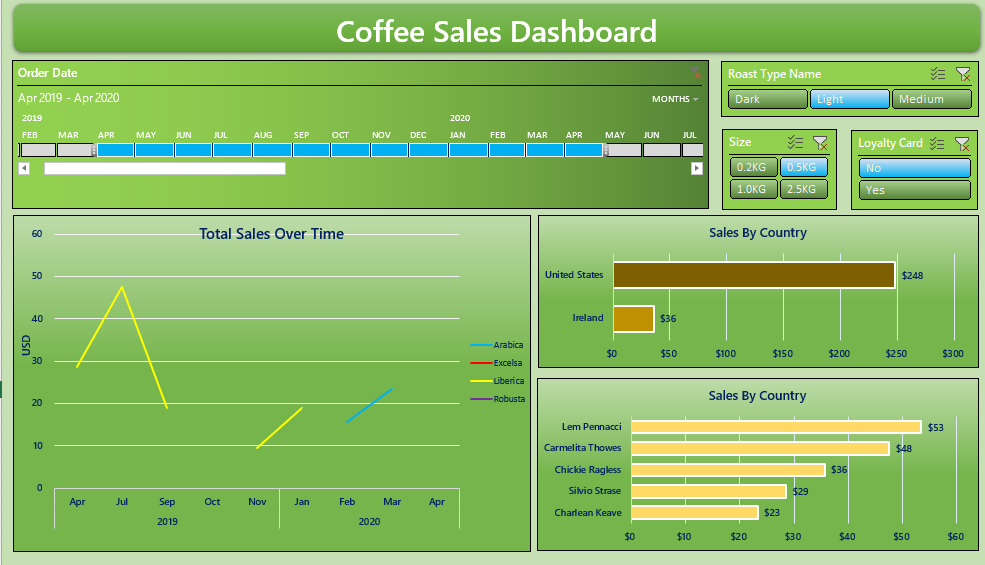 Coffee Sales Dashboard
Order Date
Apr 2019 - Apr 2020
MONTHS
2019 2020
FEB MAR APR MAY JUN JUL AUG SEP OCT NOV DEC JAN FEB MAR APR MAY JUN JUL
Roast Type Name
Dark Light Medium
Size
0.2KG 0.5KG
1.0KG 2.5KG
Loyalty Card
No
Yes
Total Sales Over Time
USD
60
50
40
30
20
10
0
Apr Jul Sep Oct Nov Jan Feb Mar Apr
2019 2020
Arabica
Excelsa
Liberica
Robusta
Sales By Country
United States $248
Ireland $36
$0 $50 $100 $150 $200 $250 $300
Sales By Country
Lem Pennacci $53
Carmelita Thowes $48
Chickie Ragless $36
Silvio Strase $29
Charlean Keave $23
$0 $10 $20 $30 $40 $50 $60